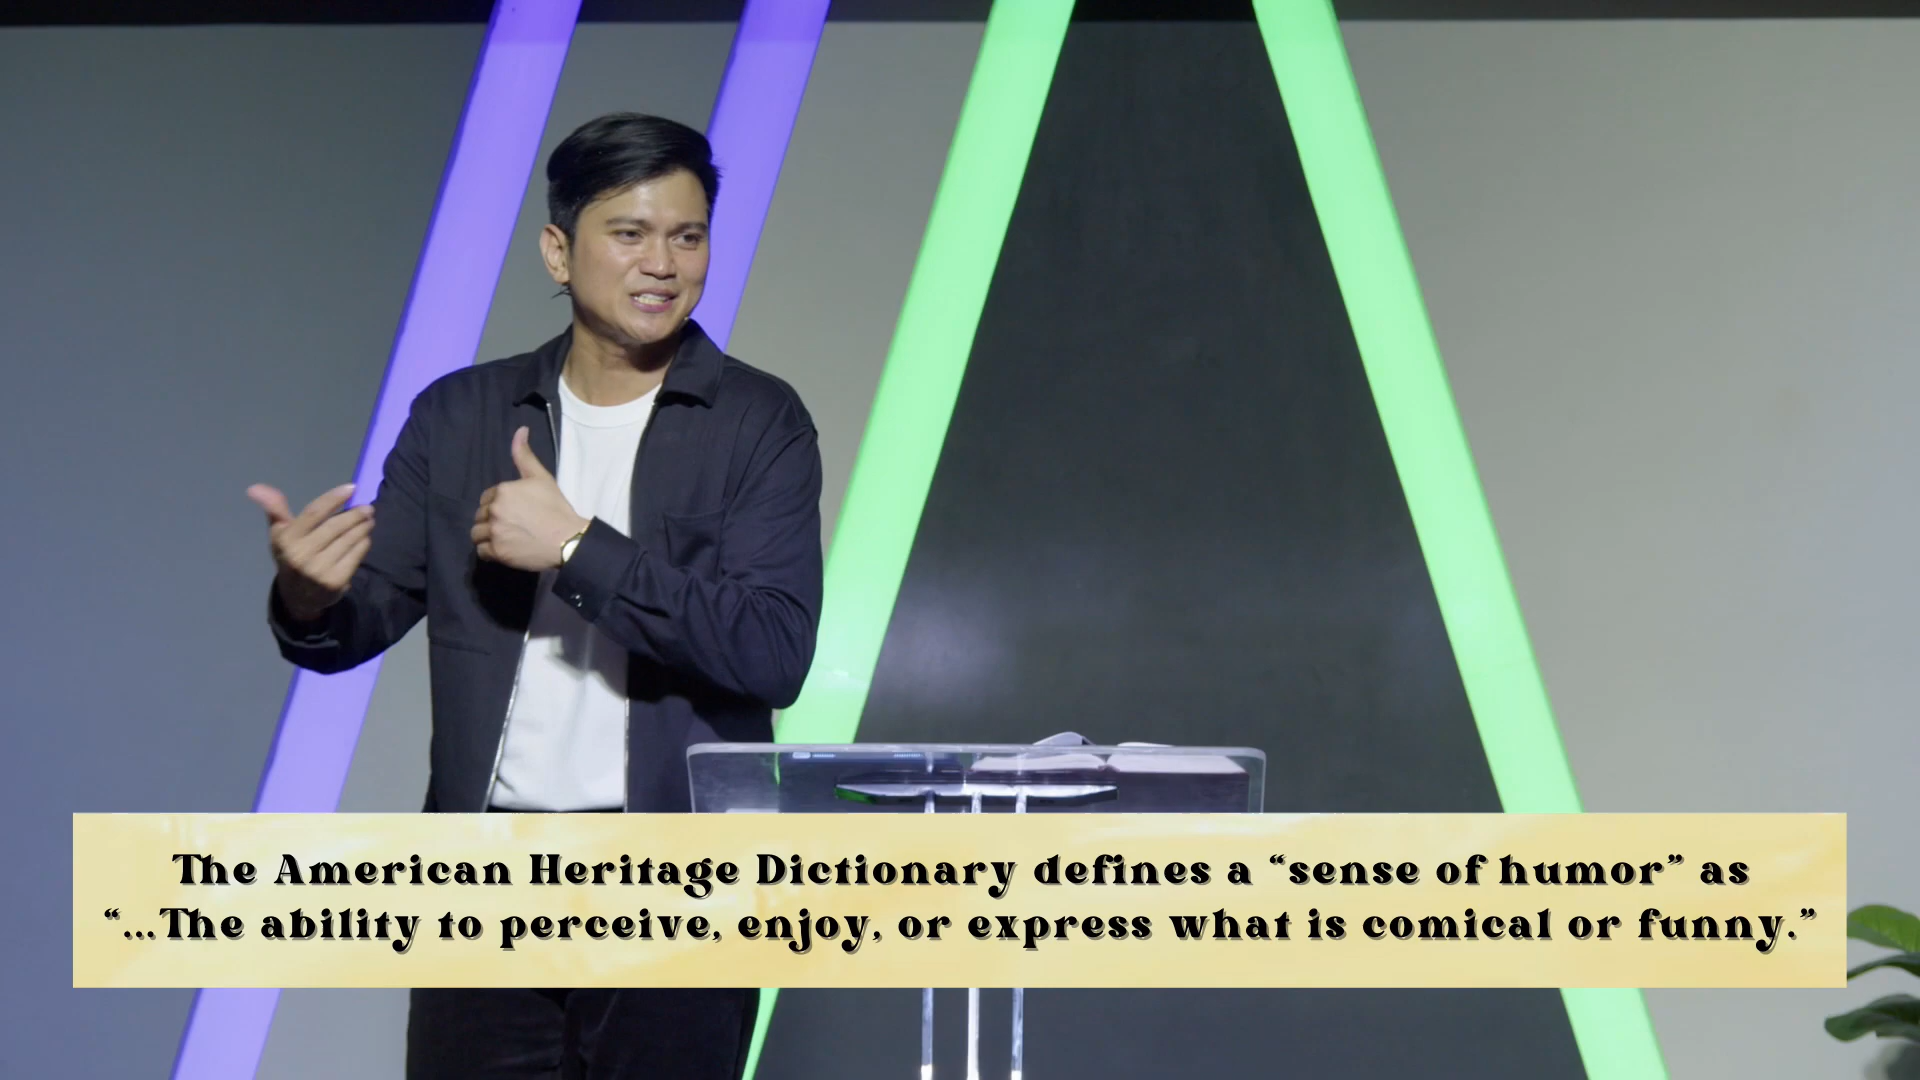 The American Heritage Dictionary defines a “sense of humor” as
“...The ability to perceive, enjoy, or express what is comical or funny.”